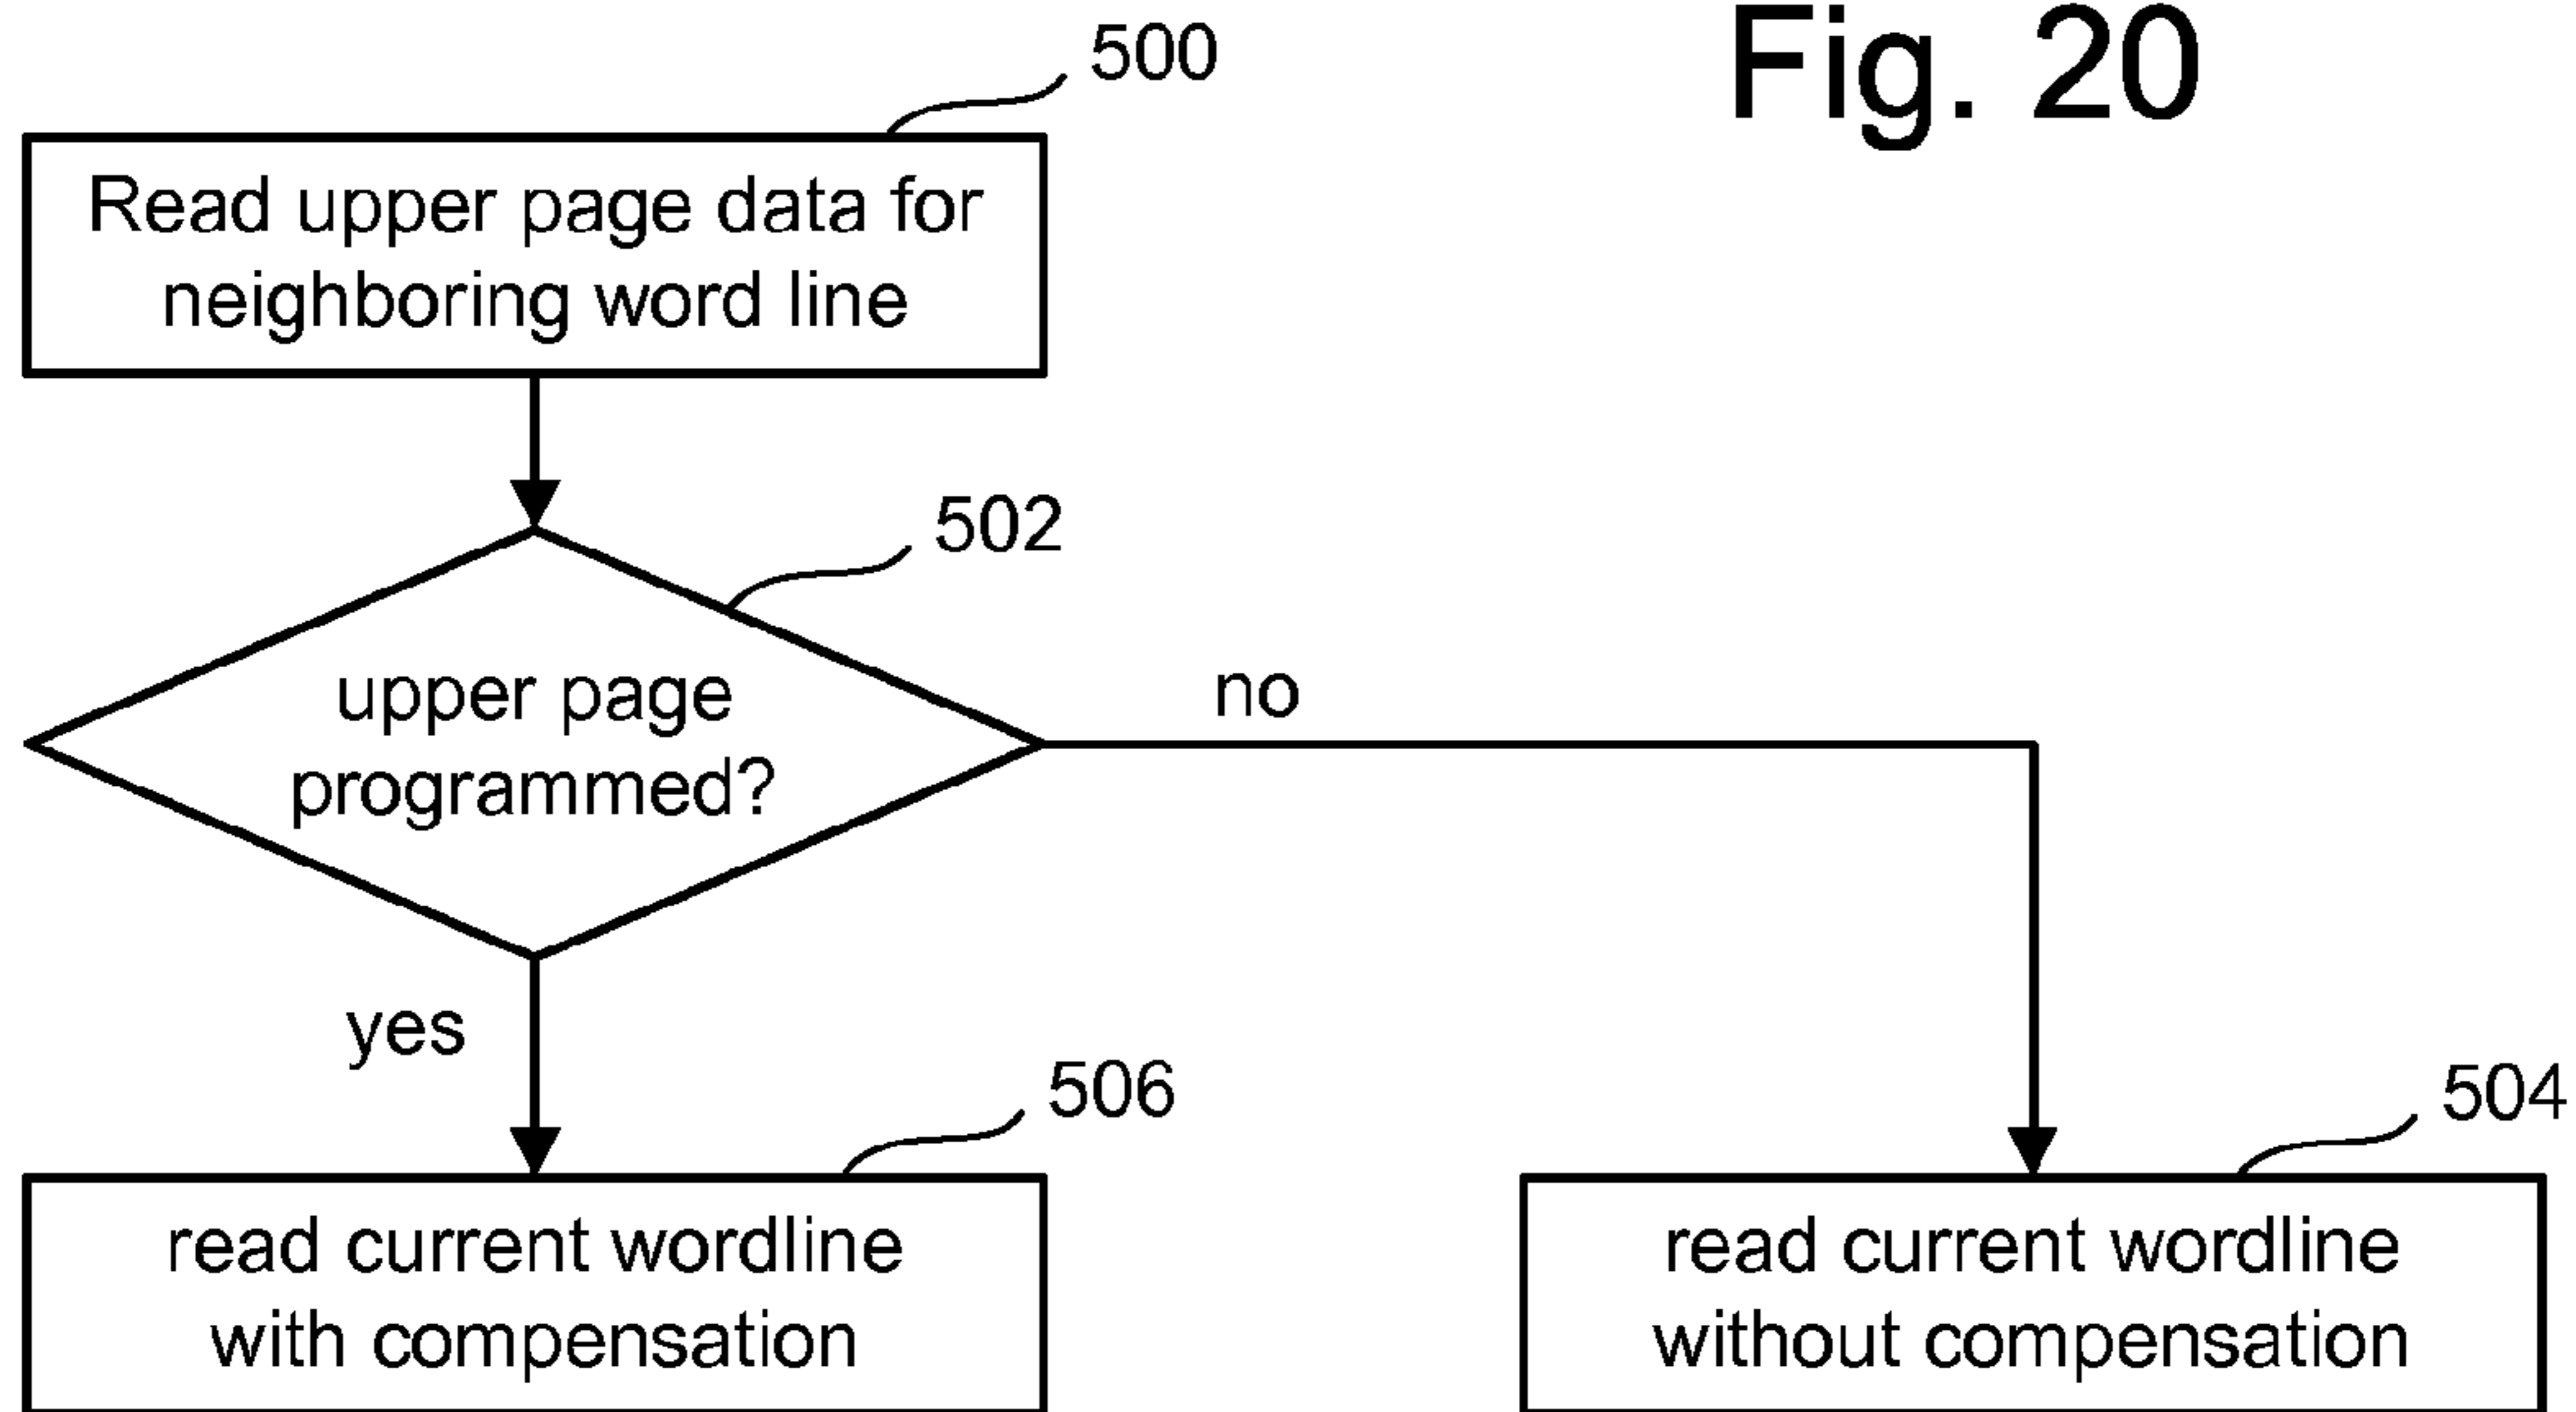 Fig. 20
500
Read upper page data for
neighboring word line
502
upper page
programmed?
no
yes
506
504
read current wordline
with compensation
read current wordline
without compensation